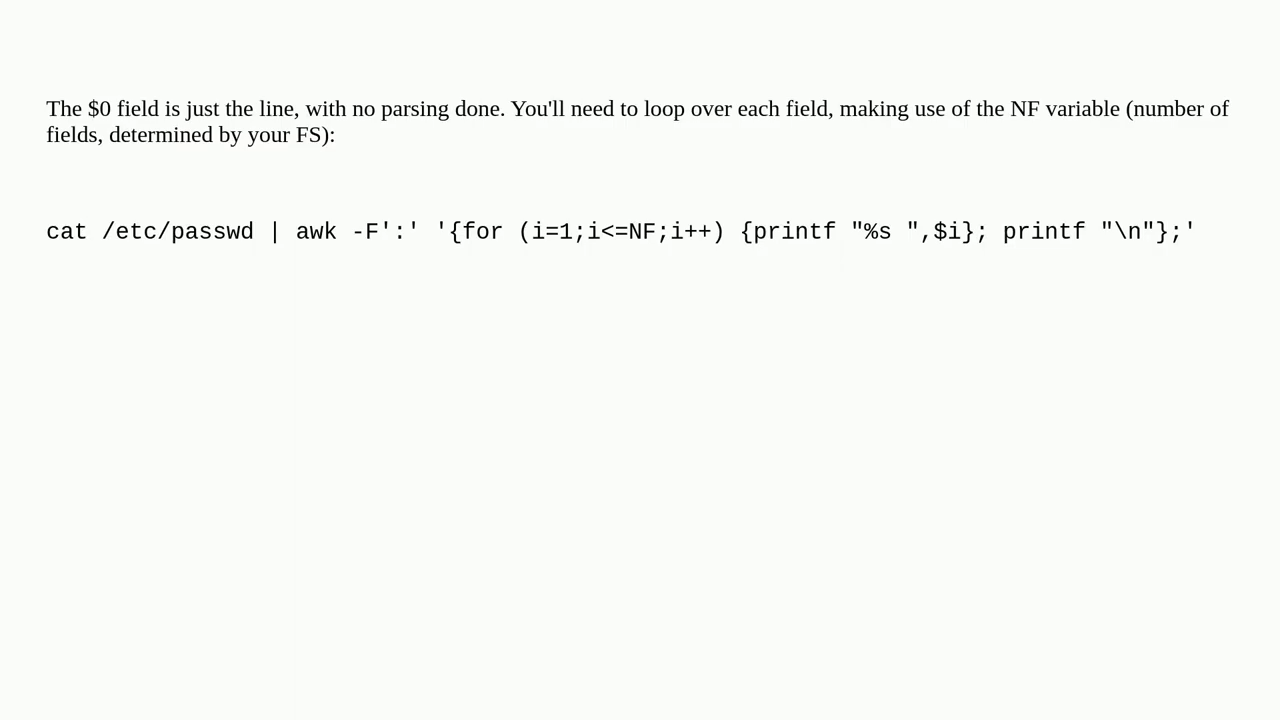 The $0 field is just the line, with no parsing done. You'll need to loop over each field, making use of the NF variable (number of
fields, determined by your FS):
cat /etc/passwd | awk -F':' '{for (i=1;i<=NF;i++) {printf "%s ",$i}; printf "\n"};'